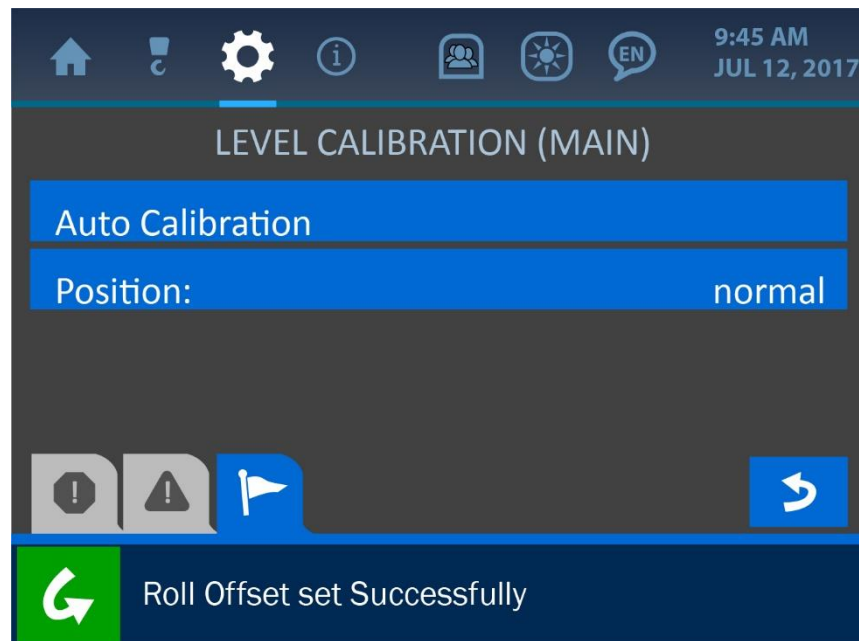 EN
9:45 AM
JUL 12, 2017
LEVEL CALIBRATION (MAIN)
Auto Calibration
Position: normal
Roll Offset set Successfully